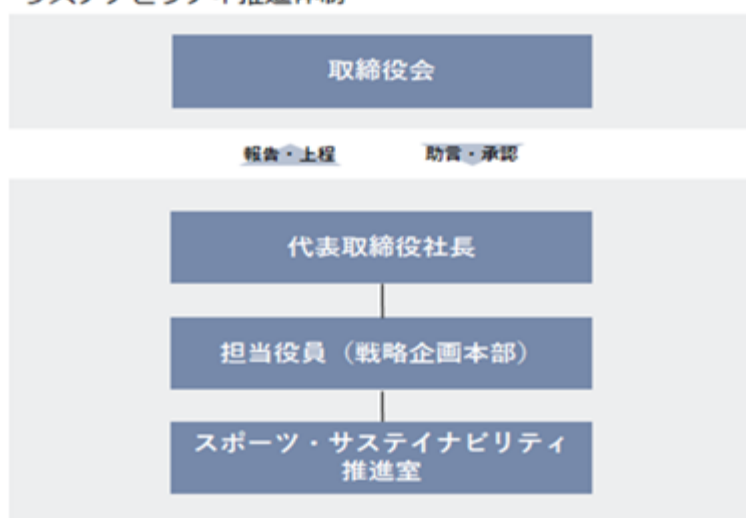 取締役会
報告・上程 助言・承認
代表取締役社長
担当役員（戦略企画本部）
スポーツ・サステイナビリティ
推進室